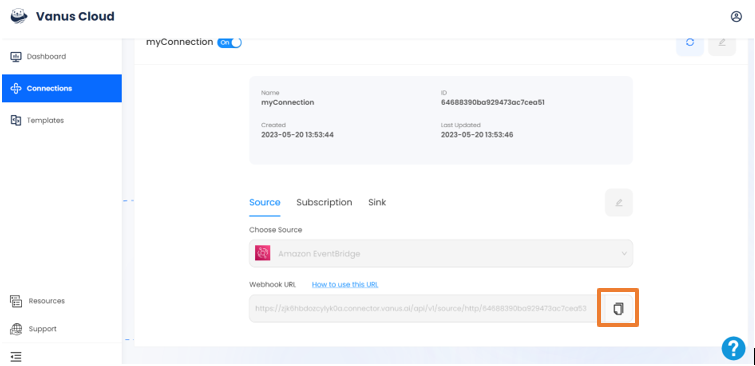 Vanus Cloud
myConnection On
Dashboard
Connections
Templates
Name
myConnection
ID
64688390ba929473ac7cea51
Created
2023-05-20 13:53:44
Last Updated
2023-05-20 13:53:46
Source Subscription Sink
Choose Source
Amazon EventBridge
Webhook URL How to use this URL
https://zjk6hbdozcylyk0a.connector.vanus.ai/api/v1/source/http/64688390ba929473ac7cea53
Resources
Support
?